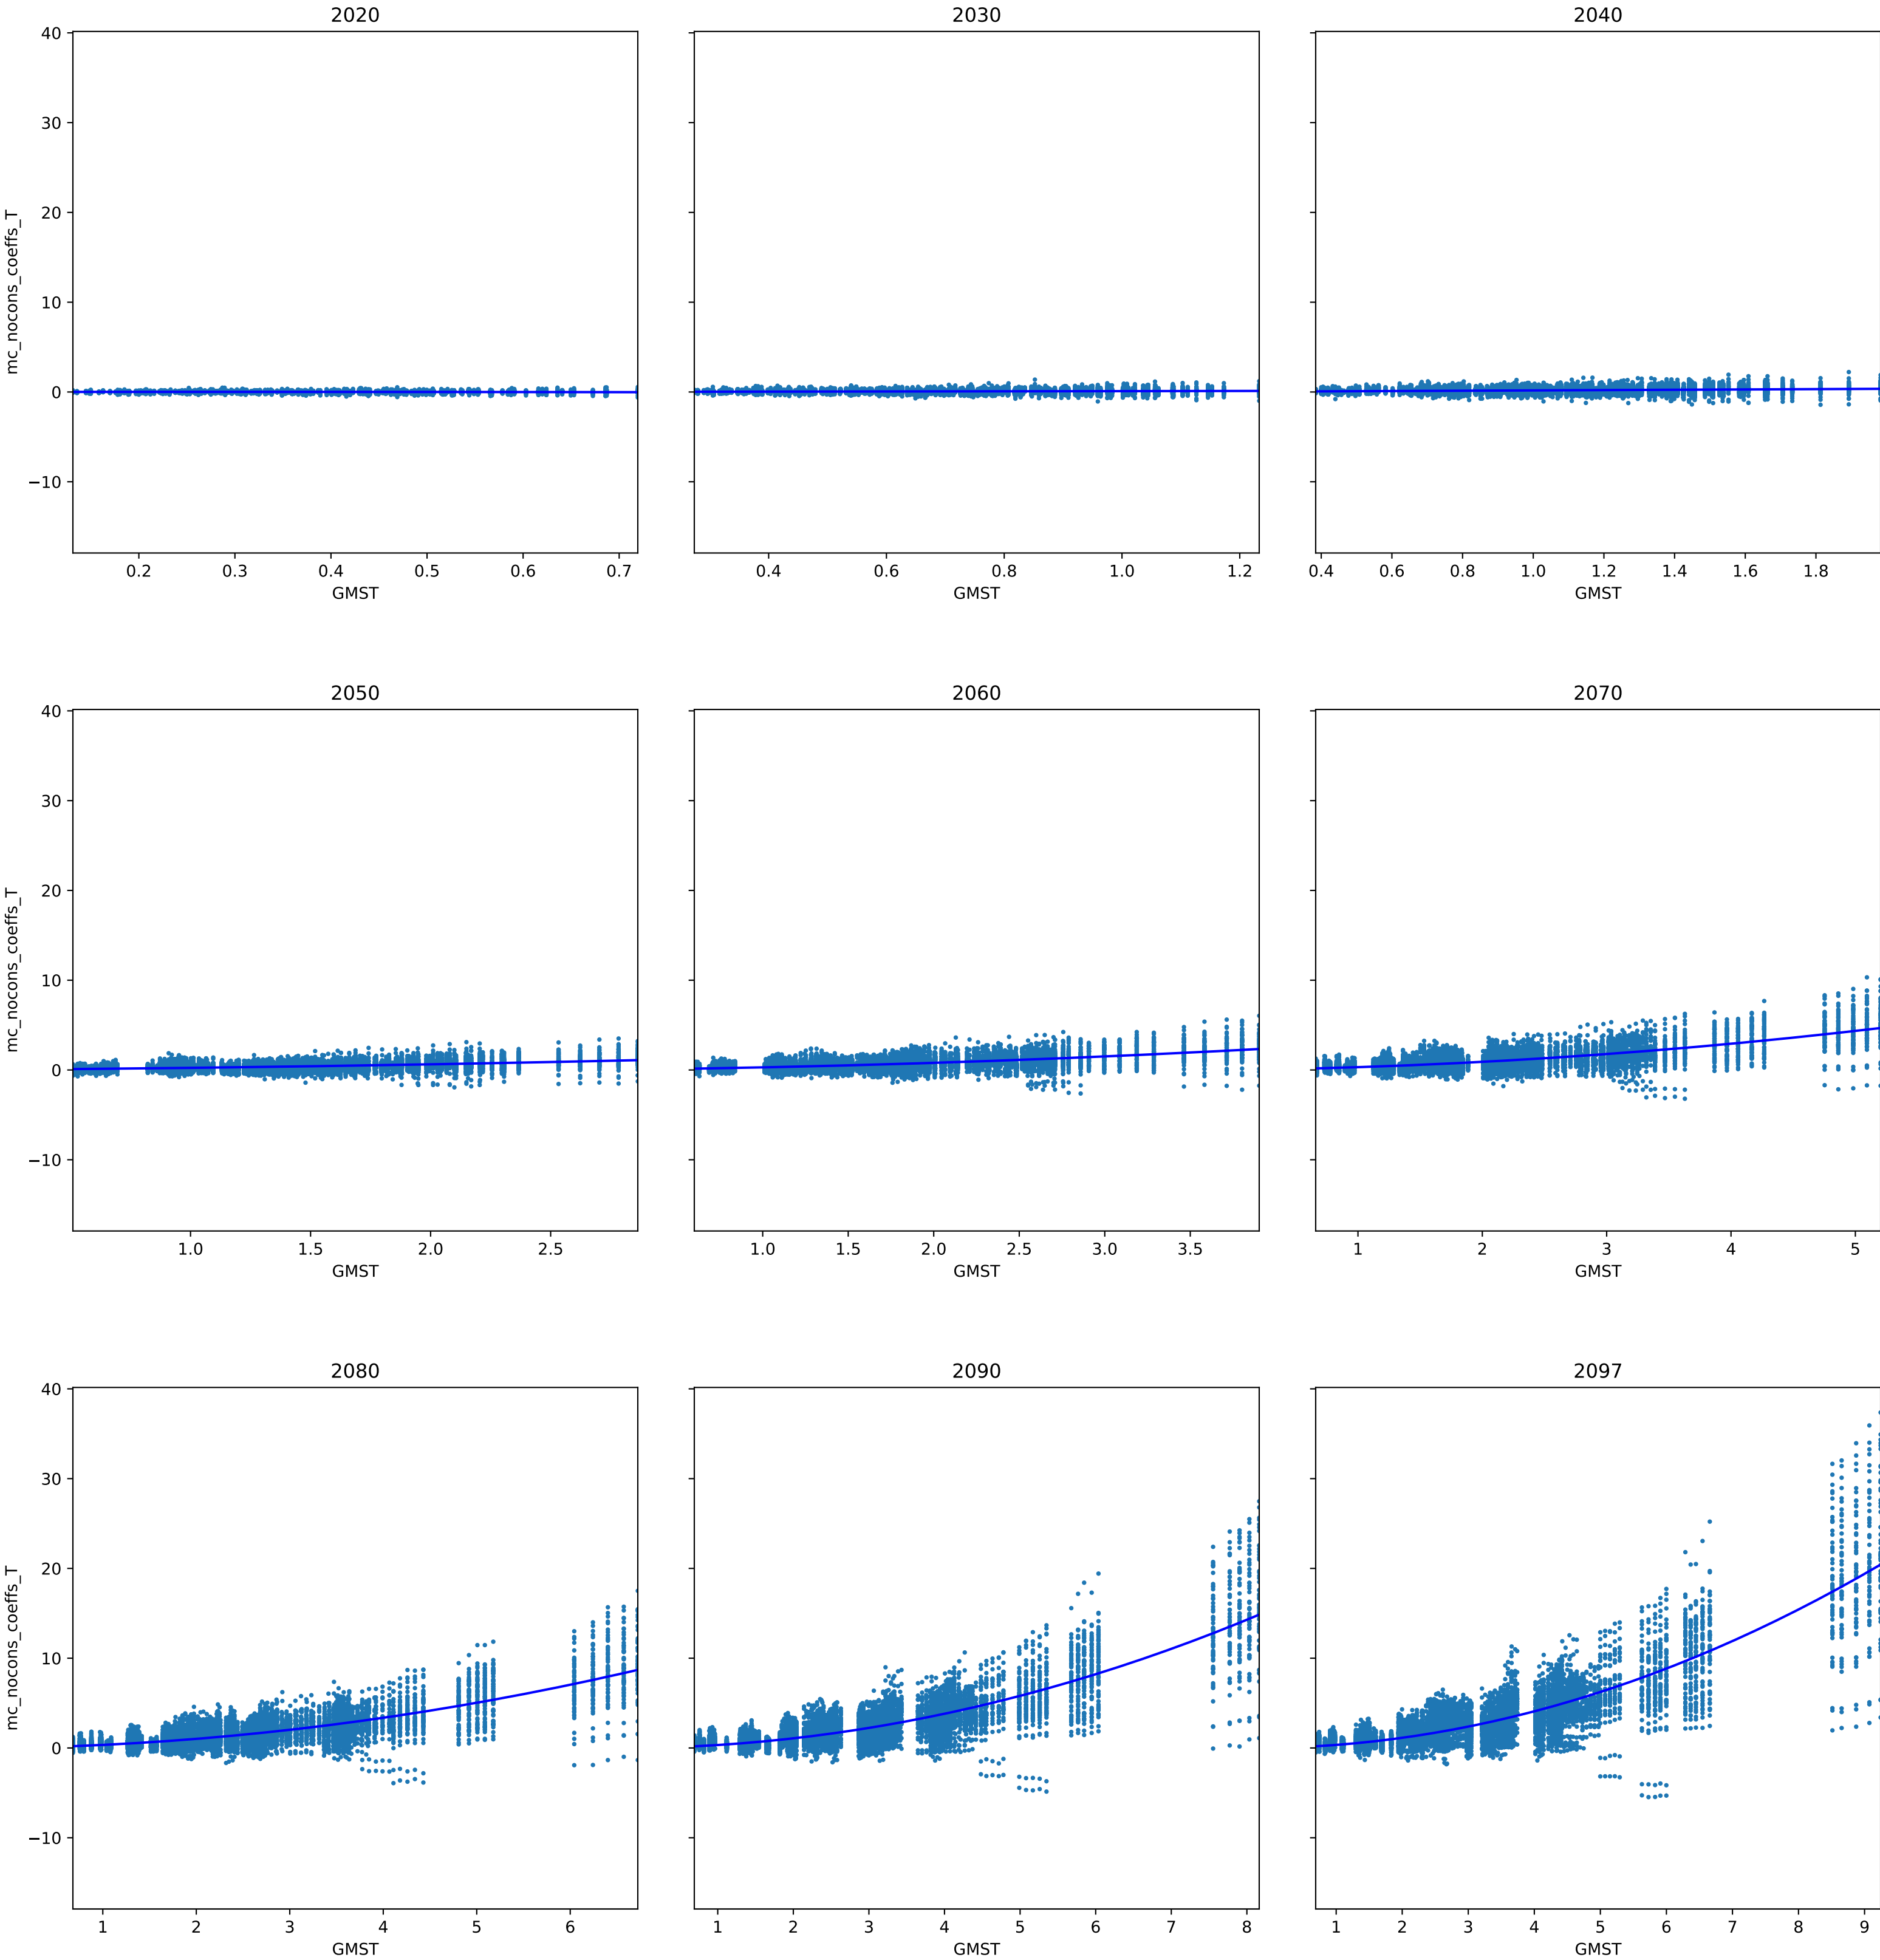 2020 2030 2040
mc_nocons_coeffs_T
40
30
20
10
0
−10
0.2 0.3 0.4 0.5 0.6 0.7
0.4 0.6 0.8 1.0 1.2
0.4 0.6 0.8 1.0 1.2 1.4 1.6 1.8
GMST GMST GMST
2050 2060 2070
mc_nocons_coeffs_T
40
30
20
10
0
−10
1.0 1.5 2.0 2.5
1.0 1.5 2.0 2.5 3.0 3.5
1 2 3 4 5
GMST GMST GMST
2080 2090 2097
mc_nocons_coeffs_T
40
30
20
10
0
−10
1 2 3 4 5 6
1 2 3 4 5 6 7 8
1 2 3 4 5 6 7 8 9
GMST GMST GMST